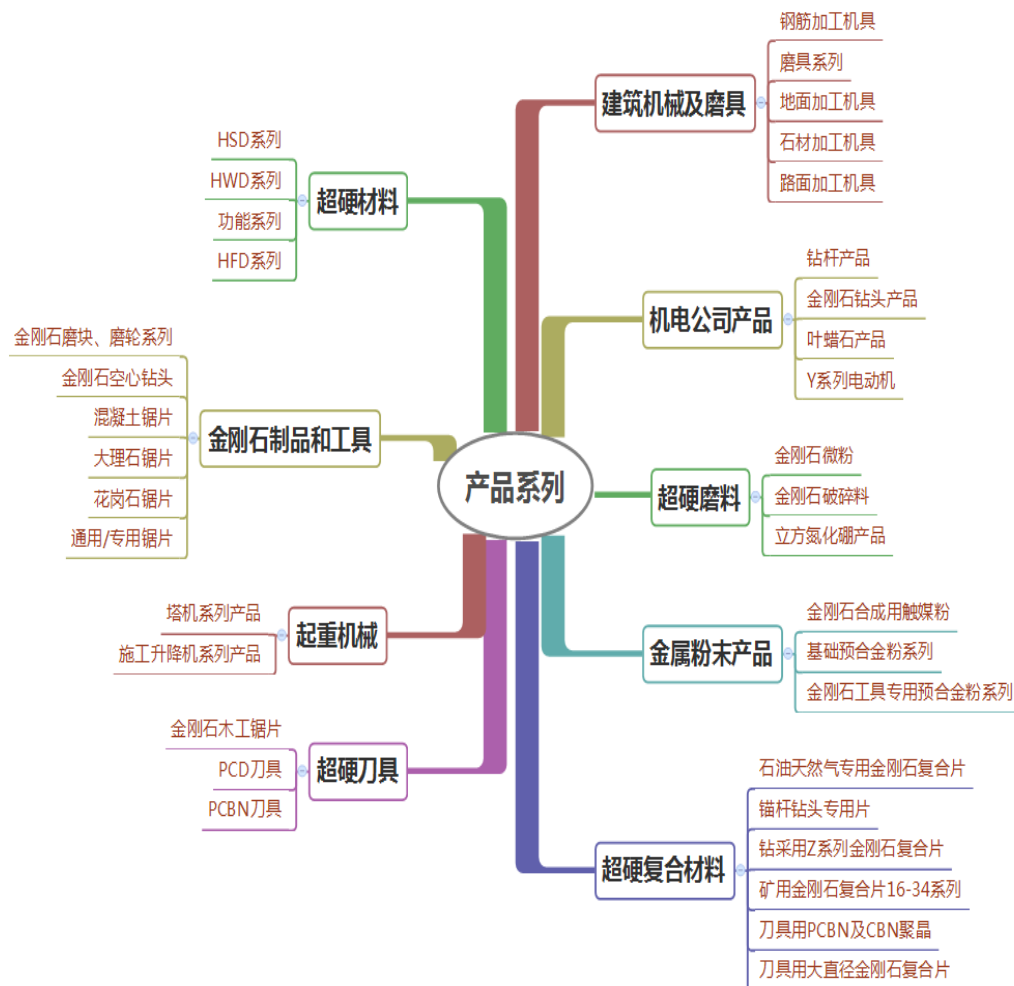 产品系列
建筑机械及磨具
钢筋加工机具
磨具系列
地面加工机具
石材加工机具
路面加工机具
机电公司产品
钻杆产品
金刚石钻头产品
叶蜡石产品
Y系列电动机
超硬磨料
金刚石微粉
金刚石破碎料
立方氮化硼产品
金属粉末产品
金刚石合成用触媒粉
基础预合金粉系列
金刚石工具专用预合金粉系列
超硬复合材料
石油天然气专用金刚石复合片
锚杆钻头专用片
钻采用Z系列金刚石复合片
矿用金刚石复合片16-34系列
刀具用PCBN及CBN聚晶
刀具用大直径金刚石复合片
超硬材料
HSD系列
HWD系列
功能系列
HFD系列
金刚石制品和工具
金刚石磨块、磨轮系列
金刚石空心钻头
混凝土锯片
大理石锯片
花岗石锯片
通用/专用锯片
起重机械
塔机系列产品
施工升降机系列产品
超硬刀具
金刚石木工锯片
PCD刀具
PCBN刀具